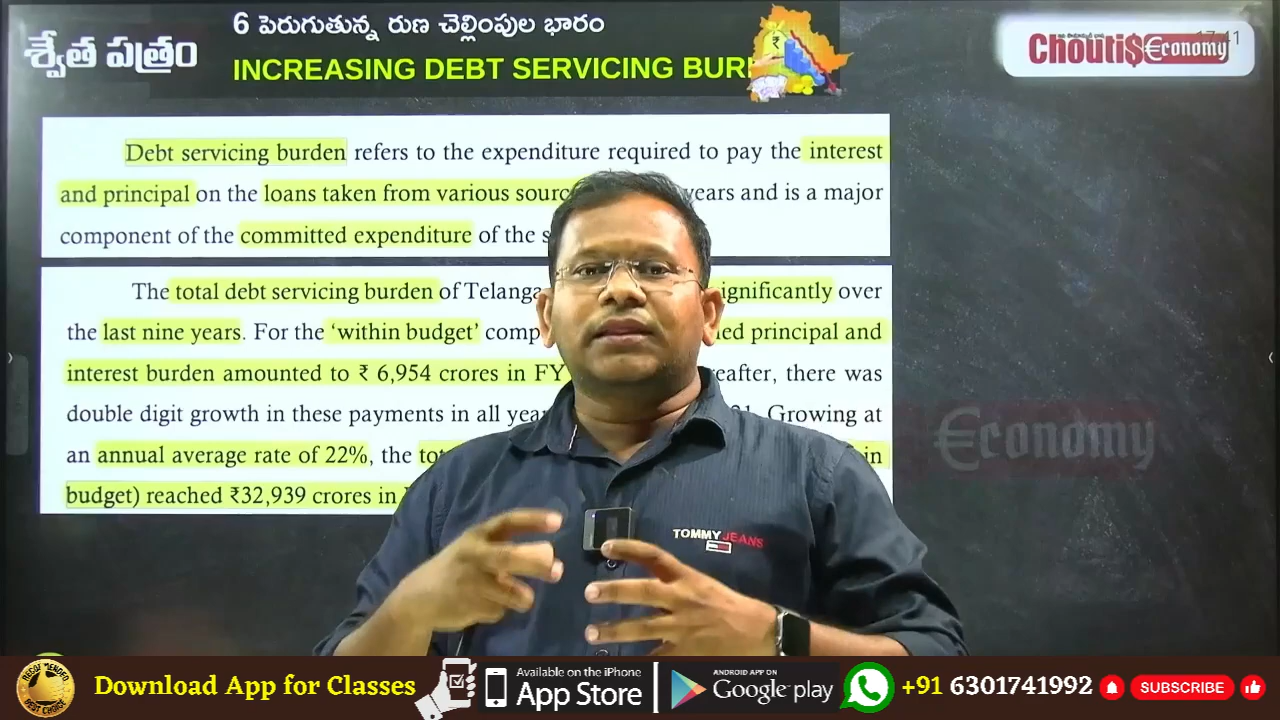 శ్వేత పత్రం
6 పెరుగుతున్న రుణ చెల్లింపుల భారం
INCREASING DEBT SERVICING BUR
Chouti$ €conomy
17:41
Debt servicing burden refers to the expenditure required to pay the interest
and principal on the loans taken from various sourc years and is a major
component of the committed expenditure of the s
The total debt servicing burden of Telanga ignificantly over
the last nine years. For the ‘within budget’ comp ed principal and
interest burden amounted to ₹ 6,954 crores in FY eafter, there was
double digit growth in these payments in all yea 1. Growing at
an annual average rate of 22%, the tot in
budget) reached ₹32,939 crores in
€conomy
TOMMY JEANS
Download App for Classes
Available on the iPhone
App Store
ANDROID APP ON
Google play
+91 6301741992
SUBSCRIBE